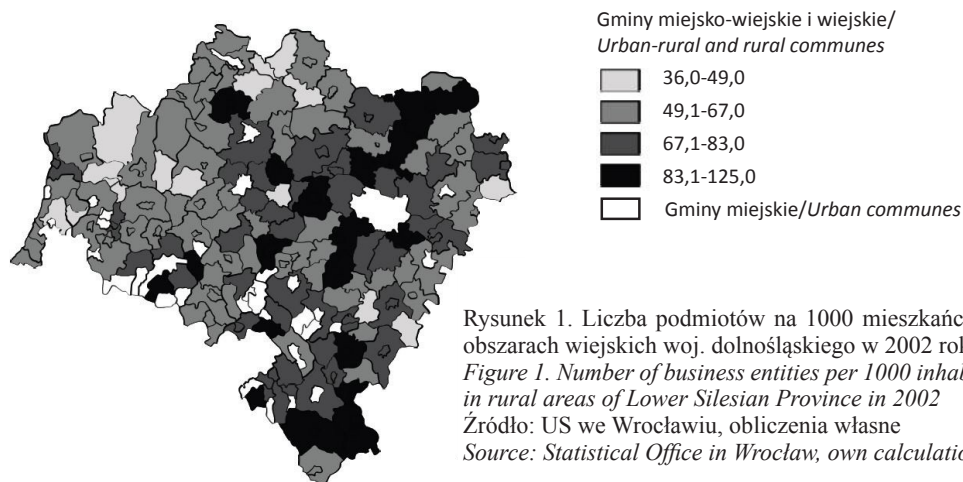 Gminy miejsko-wiejskie i wiejskie/
Urban-rural and rural communes
36,0-49,0
49,1-67,0
67,1-83,0
83,1-125,0
Gminy miejskie/Urban communes
Rysunek 1. Liczba podmiotów na 1000 mieszkańc
obszarach wiejskich woj. dolnośląskiego w 2002 rok
Figure 1. Number of business entities per 1000 inhab
in rural areas of Lower Silesian Province in 2002
Źródło: US we Wrocławiu, obliczenia własne
Source: Statistical Office in Wrocław, own calculatio